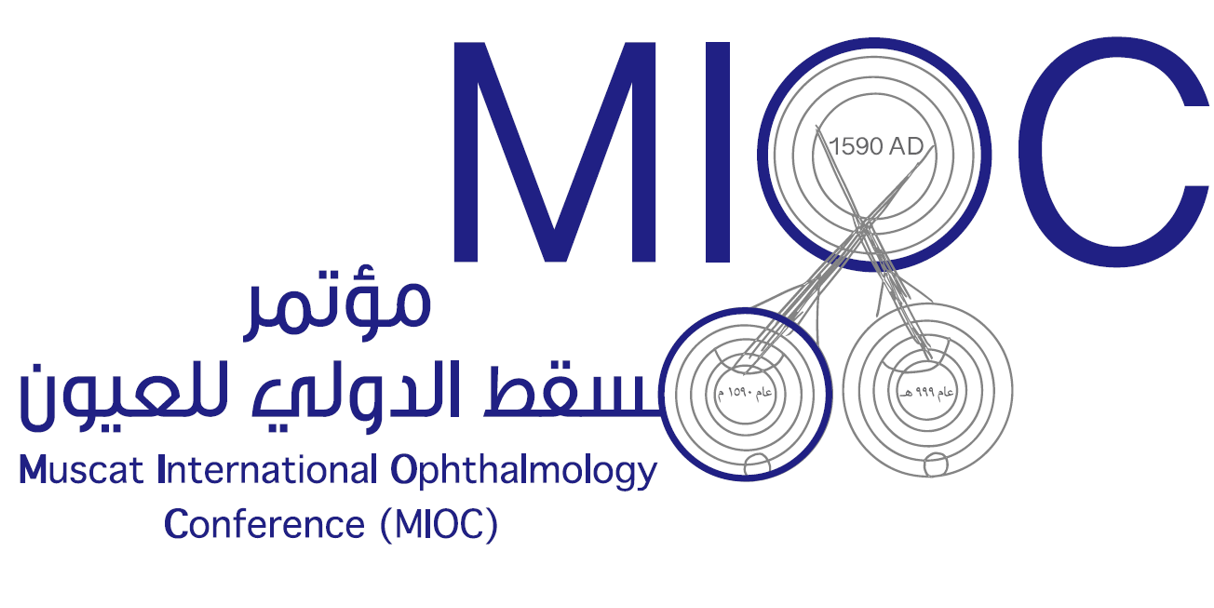 MIOC
1590 AD
مؤتمر
مسقط الدولي للعيون
عام ١٥٩٠ م
عام ٩٩٩ هـ
Muscat International Ophthalmology
Conference (MIOC)